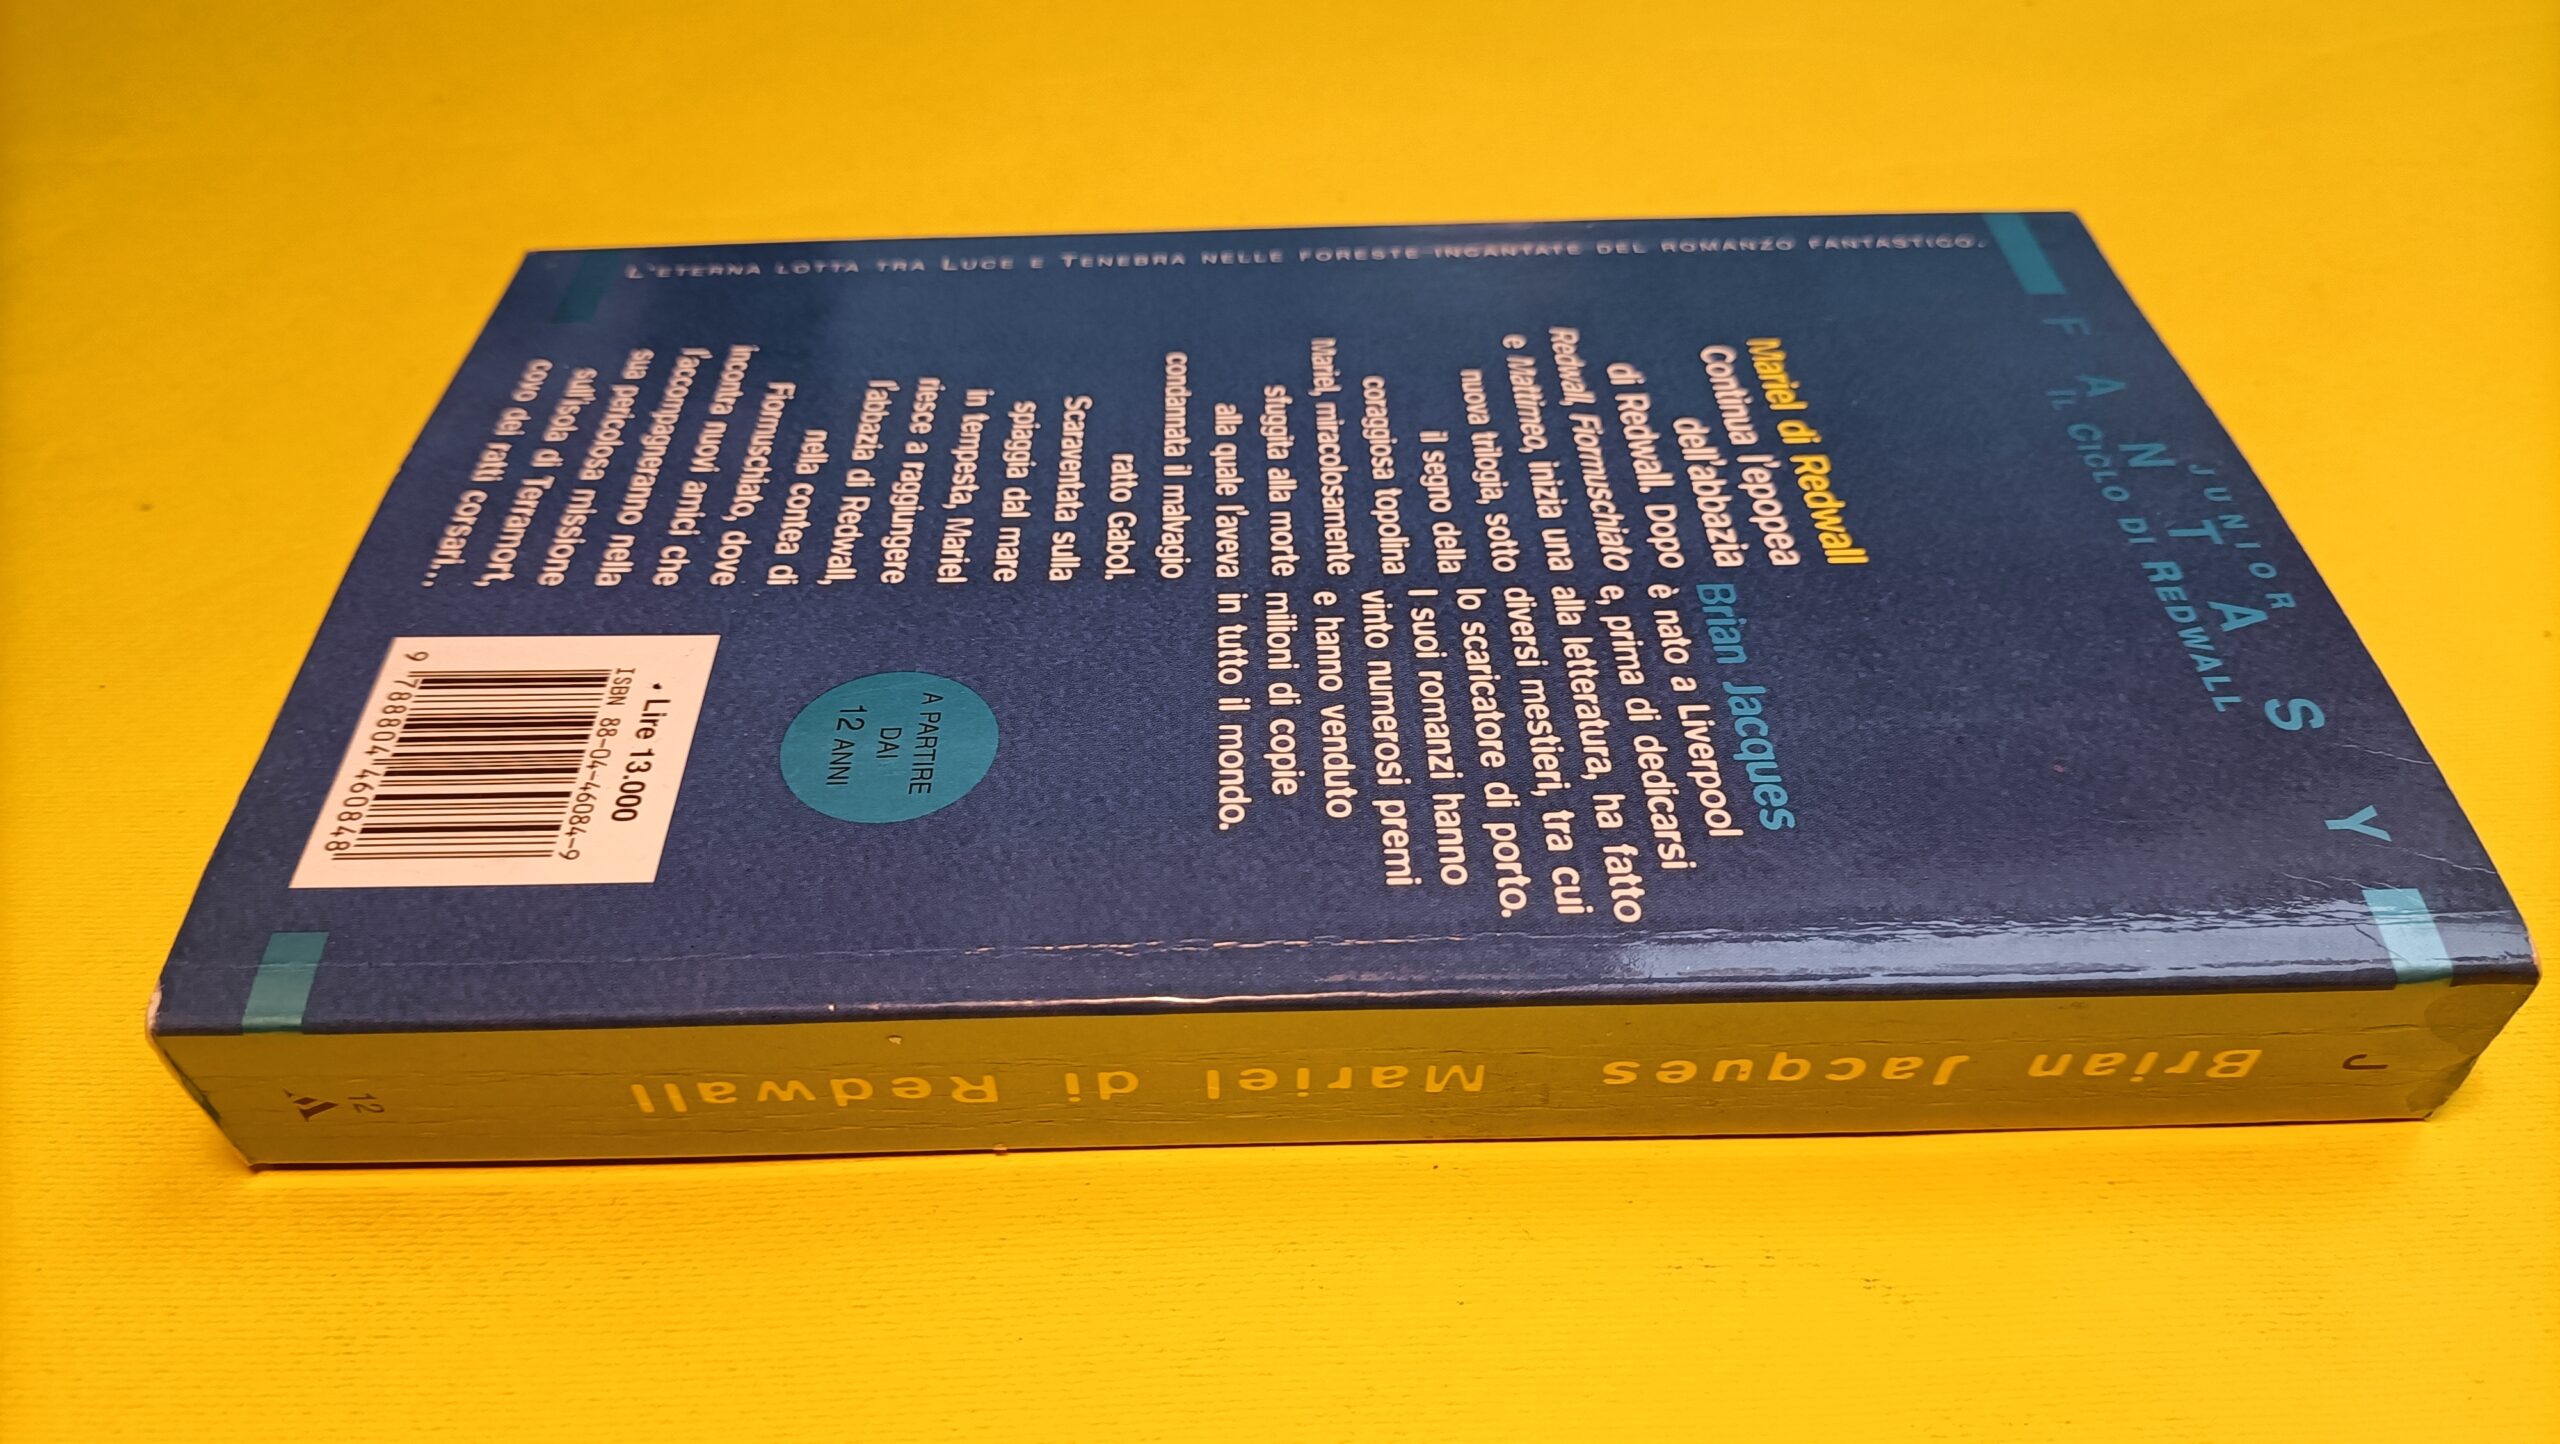 JUNIOR
FANTASY
IL CICLO DI REDWALL
L'ETERNA LOTTA TRA LUCE E TENEBRA NELLE FORESTE INCANTATE DEL ROMANZO FANTASTICO.
Mariel di Redwall
Continua l'epopea
dell'abbazia
di Redwall. Dopo
Redwall, Fiormuschiato
e Mattimeo, inizia una
nuova trilogia, sotto
il segno della
coraggiosa topolina
Mariel, miracolosamente
sfuggita alla morte
alla quale l'aveva
condannata il malvagio
ratto Gabol.
Scaraventata sulla
spiaggia dal mare
in tempesta, Mariel
riesce a raggiungere
l'abbazia di Redwall,
nella contea di
Fiormuschiato, dove
incontra nuovi amici che
l'accompagneranno nella
sua pericolosa missione
sull'isola di Terramort,
covo dei ratti corsari...
Brian Jacques
è nato a Liverpool
e, prima di dedicarsi
alla letteratura, ha fatto
diversi mestieri, tra cui
lo scaricatore di porto.
I suoi romanzi hanno
vinto numerosi premi
e hanno venduto
milioni di copie
in tutto il mondo.
A PARTIRE
DAI
12 ANNI
• Lire 13.000
ISBN 88-04-46084-9
9 788804 460848
J
Brian Jacques Mariel di Redwall
12